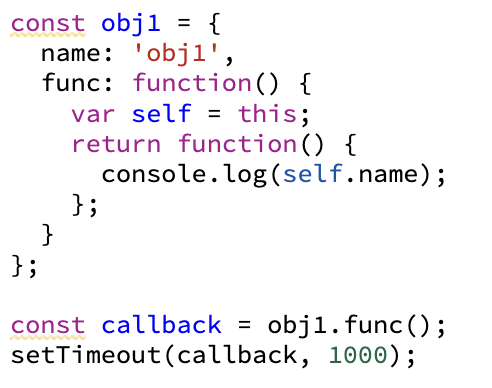 const obj1 = {
  name: 'obj1',
  func: function() {
    var self = this;
    return function() {
      console.log(self.name);
    };
  }
};

const callback = obj1.func();
setTimeout(callback, 1000);